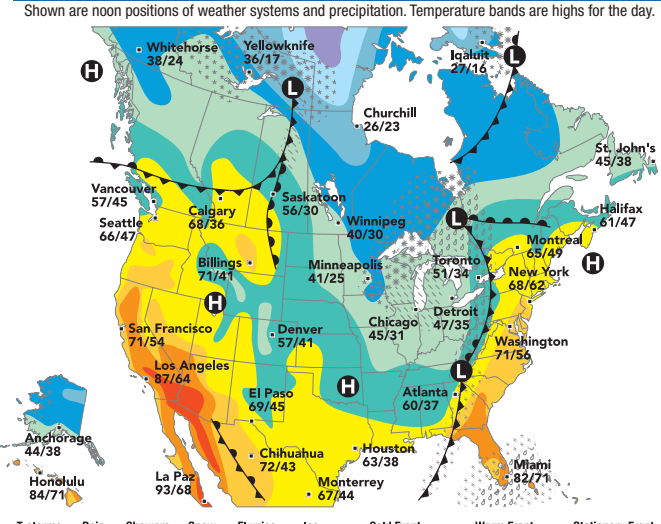 Shown are noon positions of weather systems and precipitation. Temperature bands are highs for the day.
Whitehorse
38/24
Yellowknife
36/17
Iqaluit
27/16
H
L
L
Churchill
26/23
St. John's
45/38
Vancouver
57/45
Seattle
66/47
Calgary
68/36
Saskatoon
56/30
Winnipeg
40/30
L
Halifax
61/47
Montreal
65/49
H
Billings
71/41
Minneapolis
41/25
Toronto
51/34
New York
68/62
H
San Francisco
71/54
Denver
57/41
Chicago
45/31
Detroit
47/35
Washington
71/56
Los Angeles
87/64
El Paso
69/45
H
L
Atlanta
60/37
Anchorage
44/38
Honolulu
84/71
La Paz
93/68
Chihuahua
72/43
Houston
63/38
Monterrey
67/44
Miami
82/71